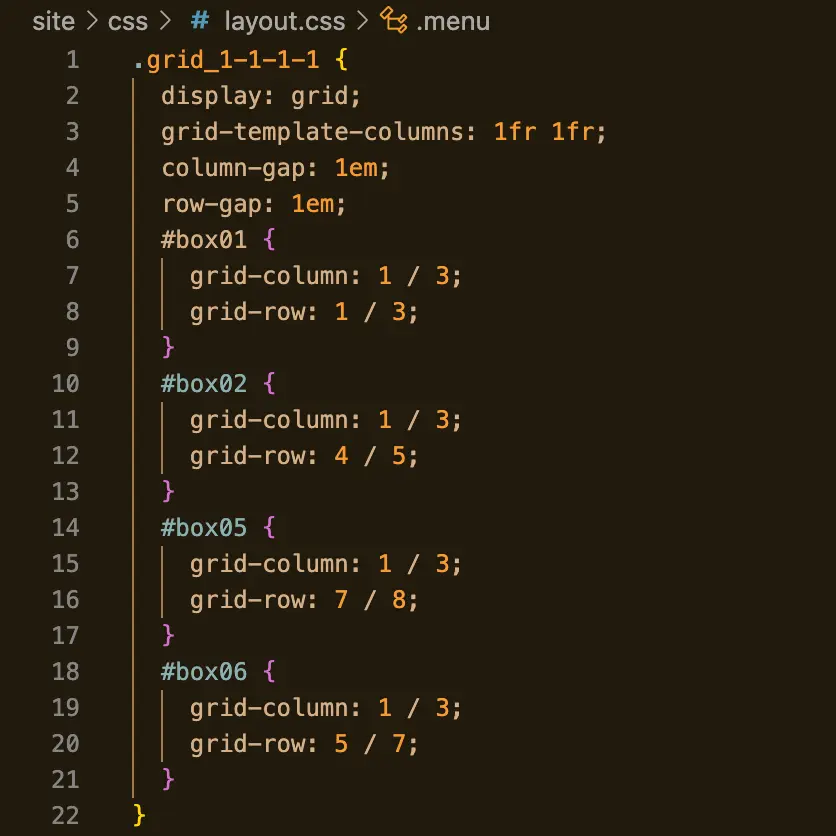 site > css > # layout.css > .menu
1 .grid_1-1-1-1 {
2 display: grid;
3 grid-template-columns: 1fr 1fr;
4 column-gap: 1em;
5 row-gap: 1em;
6 #box01 {
7 grid-column: 1 / 3;
8 grid-row: 1 / 3;
9 }
10 #box02 {
11 grid-column: 1 / 3;
12 grid-row: 4 / 5;
13 }
14 #box05 {
15 grid-column: 1 / 3;
16 grid-row: 7 / 8;
17 }
18 #box06 {
19 grid-column: 1 / 3;
20 grid-row: 5 / 7;
21 }
22 }